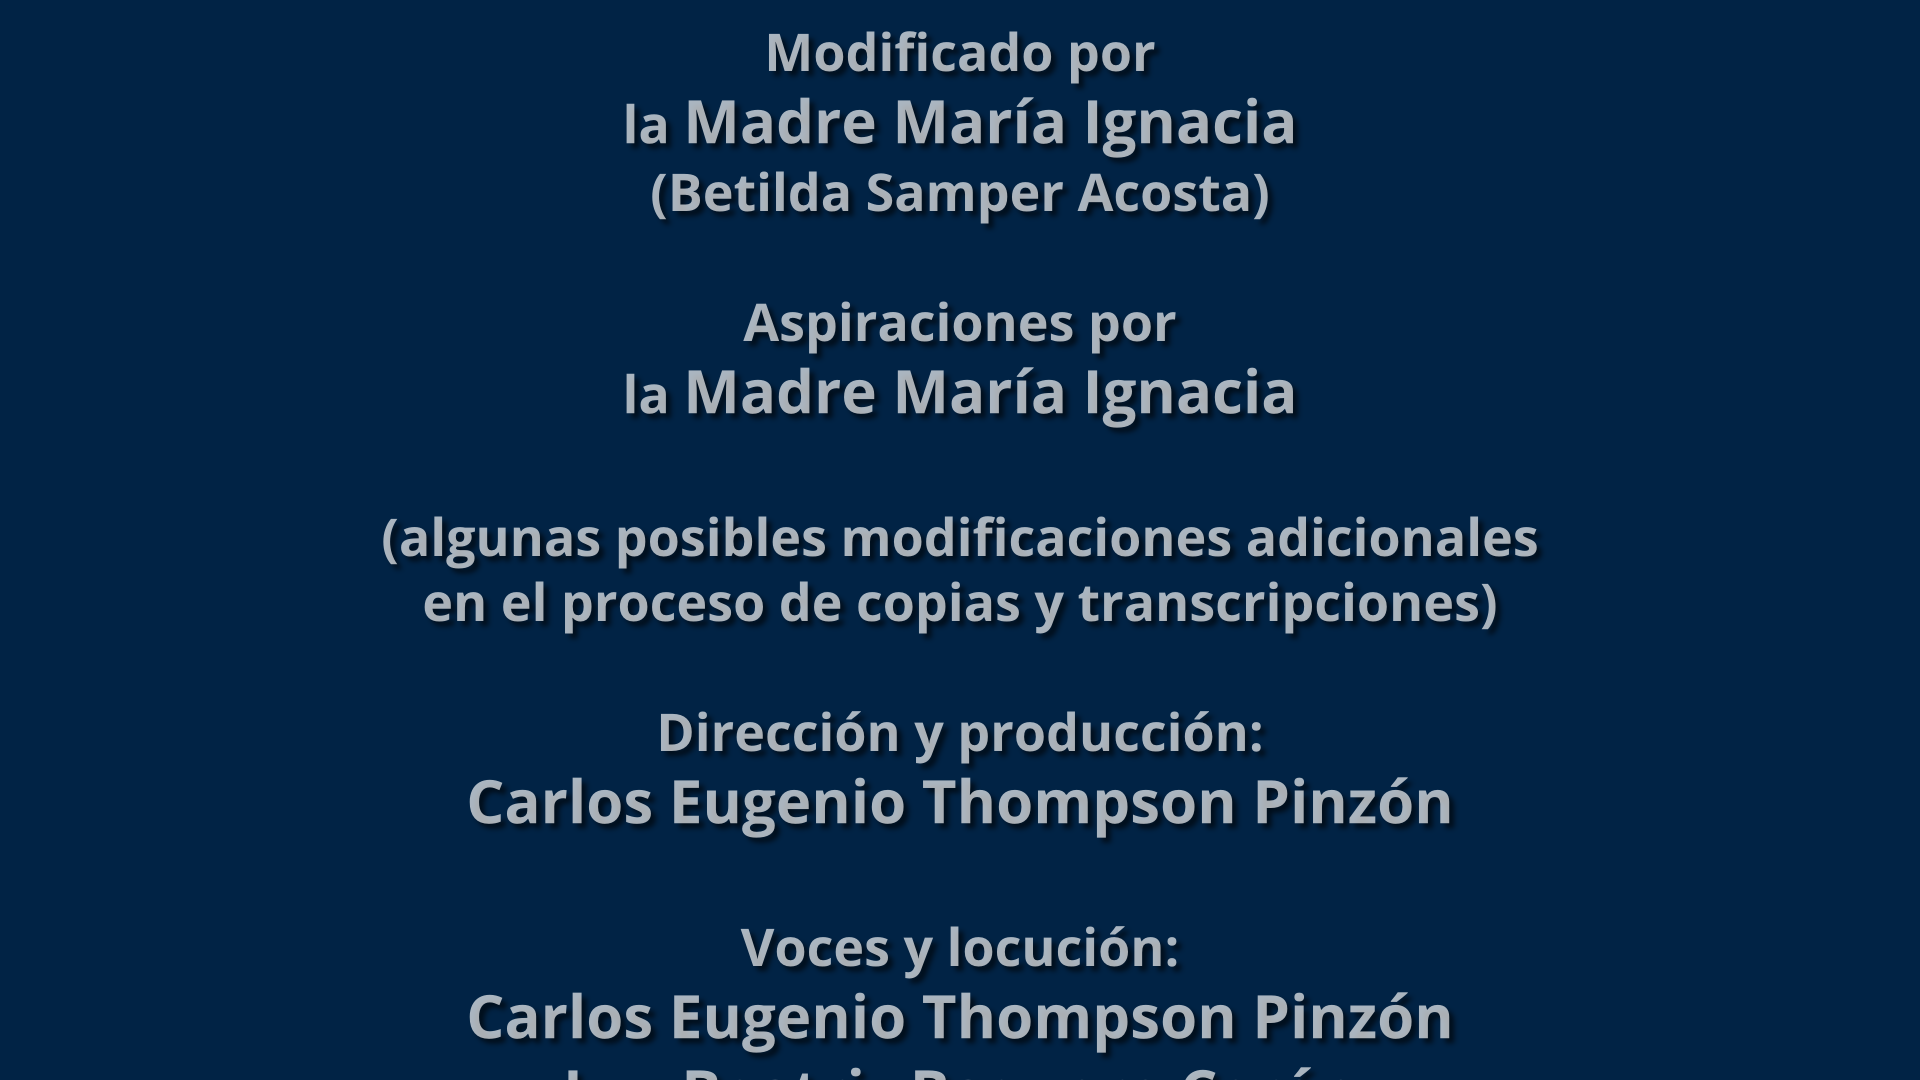 Modificado por
la Madre María Ignacia
(Betilda Samper Acosta)
Aspiraciones por
la Madre María Ignacia
(algunas posibles modificaciones adicionales
en el proceso de copias y transcripciones)
Dirección y producción:
Carlos Eugenio Thompson Pinzón
Voces y locución:
Carlos Eugenio Thompson Pinzón